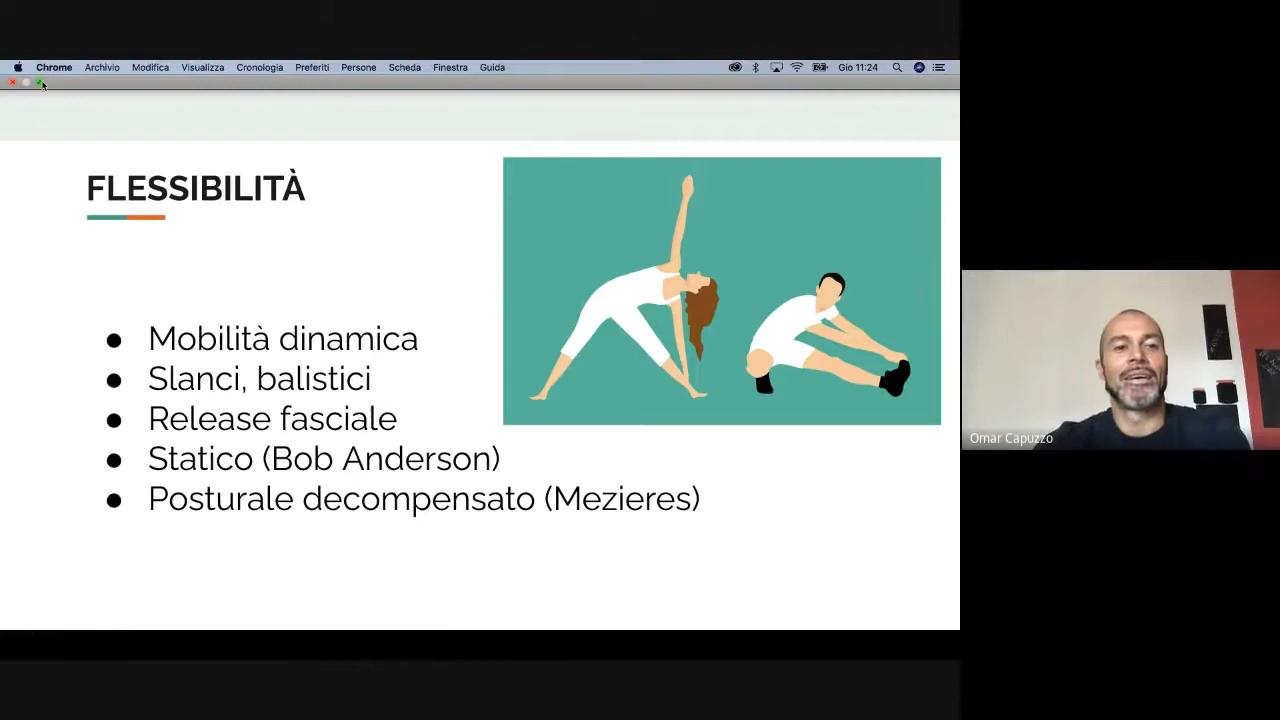 Chrome Archivio Modifica Visualizza Cronologia Preferiti Persone Scheda Finestra Guida Gio 11:24
FLESSIBILITÀ
● Mobilità dinamica
● Slanci, balistici
● Release fasciale
● Statico (Bob Anderson)
● Posturale decompensato (Mezieres)
Omar Capuzzo